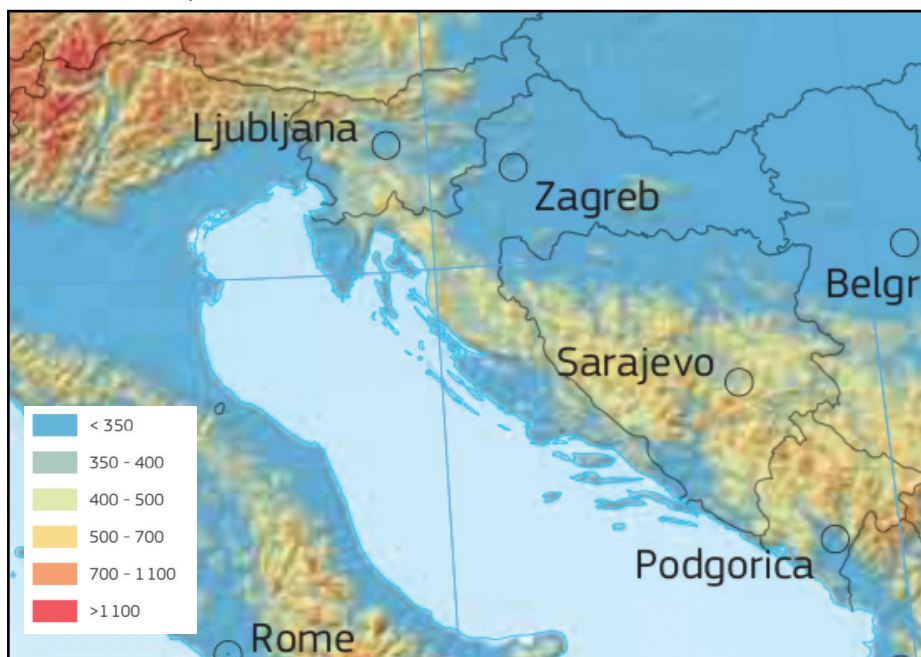 Ljubljana
Zagreb
Belgr
Sarajevo
Podgorica
Rome
< 350
350 - 400
400 - 500
500 - 700
700 - 1 100
>1 100